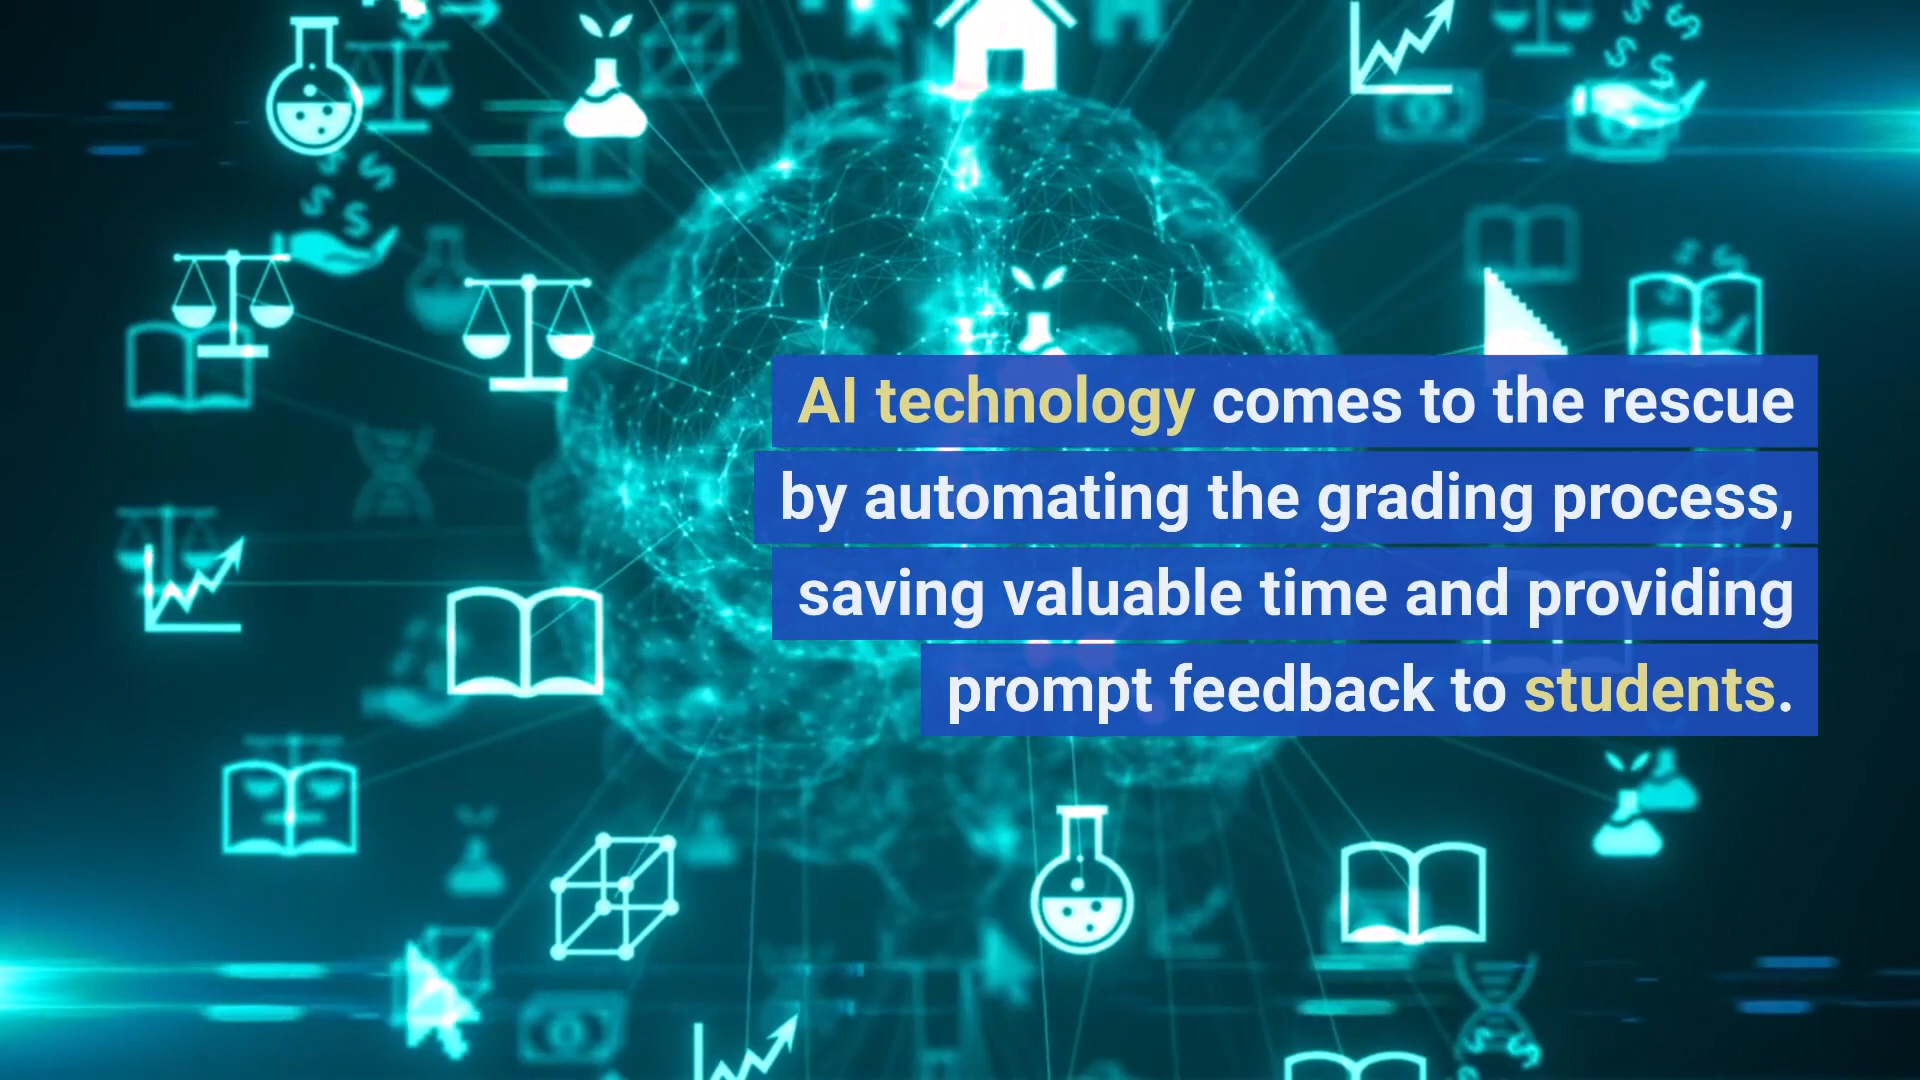 AI technology comes to the rescue
by automating the grading process,
saving valuable time and providing
prompt feedback to students.